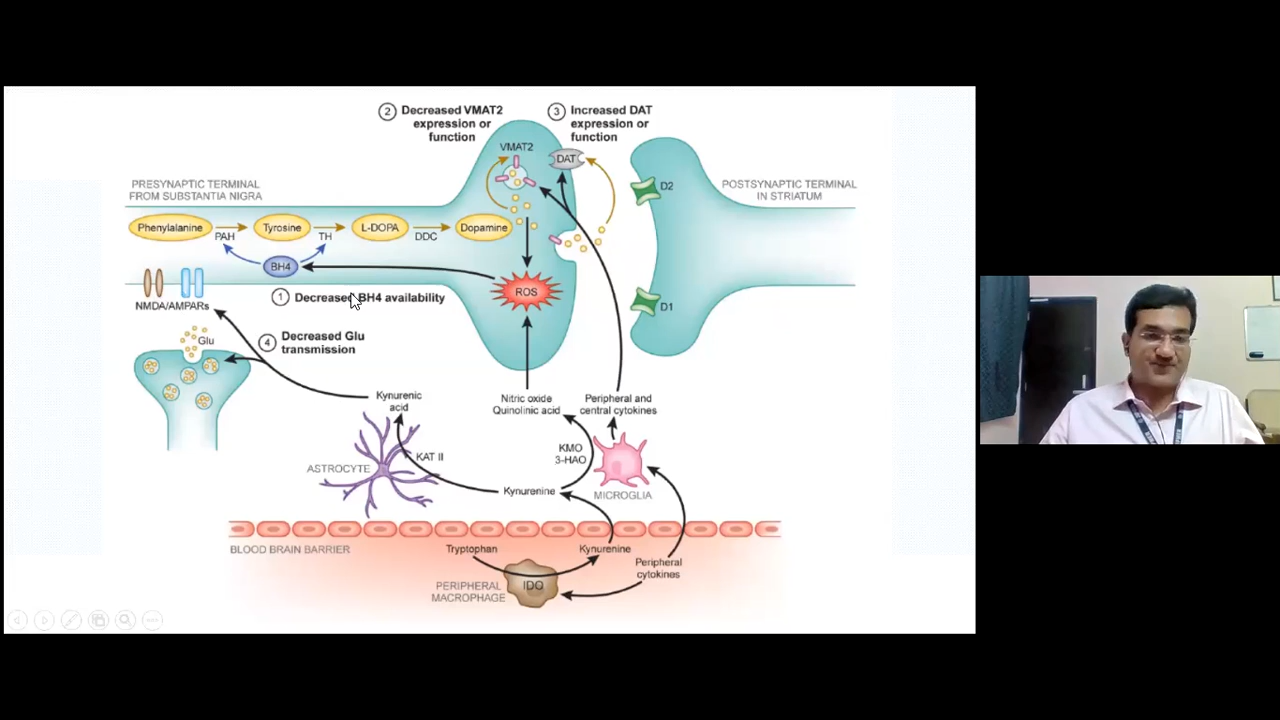 2 Decreased VMAT2
expression or
function
3 Increased DAT
expression or
function
VMAT2
DAT
PRESYNAPTIC TERMINAL
FROM SUBSTANTIA NIGRA
D2
POSTSYNAPTIC TERMINAL
IN STRIATUM
Phenylalanine
PAH
Tyrosine
TH
L-DOPA
DDC
Dopamine
BH4
ROS
1 Decreased BH4 availability
NMDA/AMPARs
D1
Glu
4 Decreased Glu
transmission
Kynurenic
acid
Nitric oxide
Quinolinic acid
Peripheral and
central cytokines
KMO
3-HAO
KAT II
ASTROCYTE
Kynurenine
MICROGLIA
BLOOD BRAIN BARRIER
Tryptophan
Kynurenine
Peripheral
cytokines
IDO
PERIPHERAL
MACROPHAGE